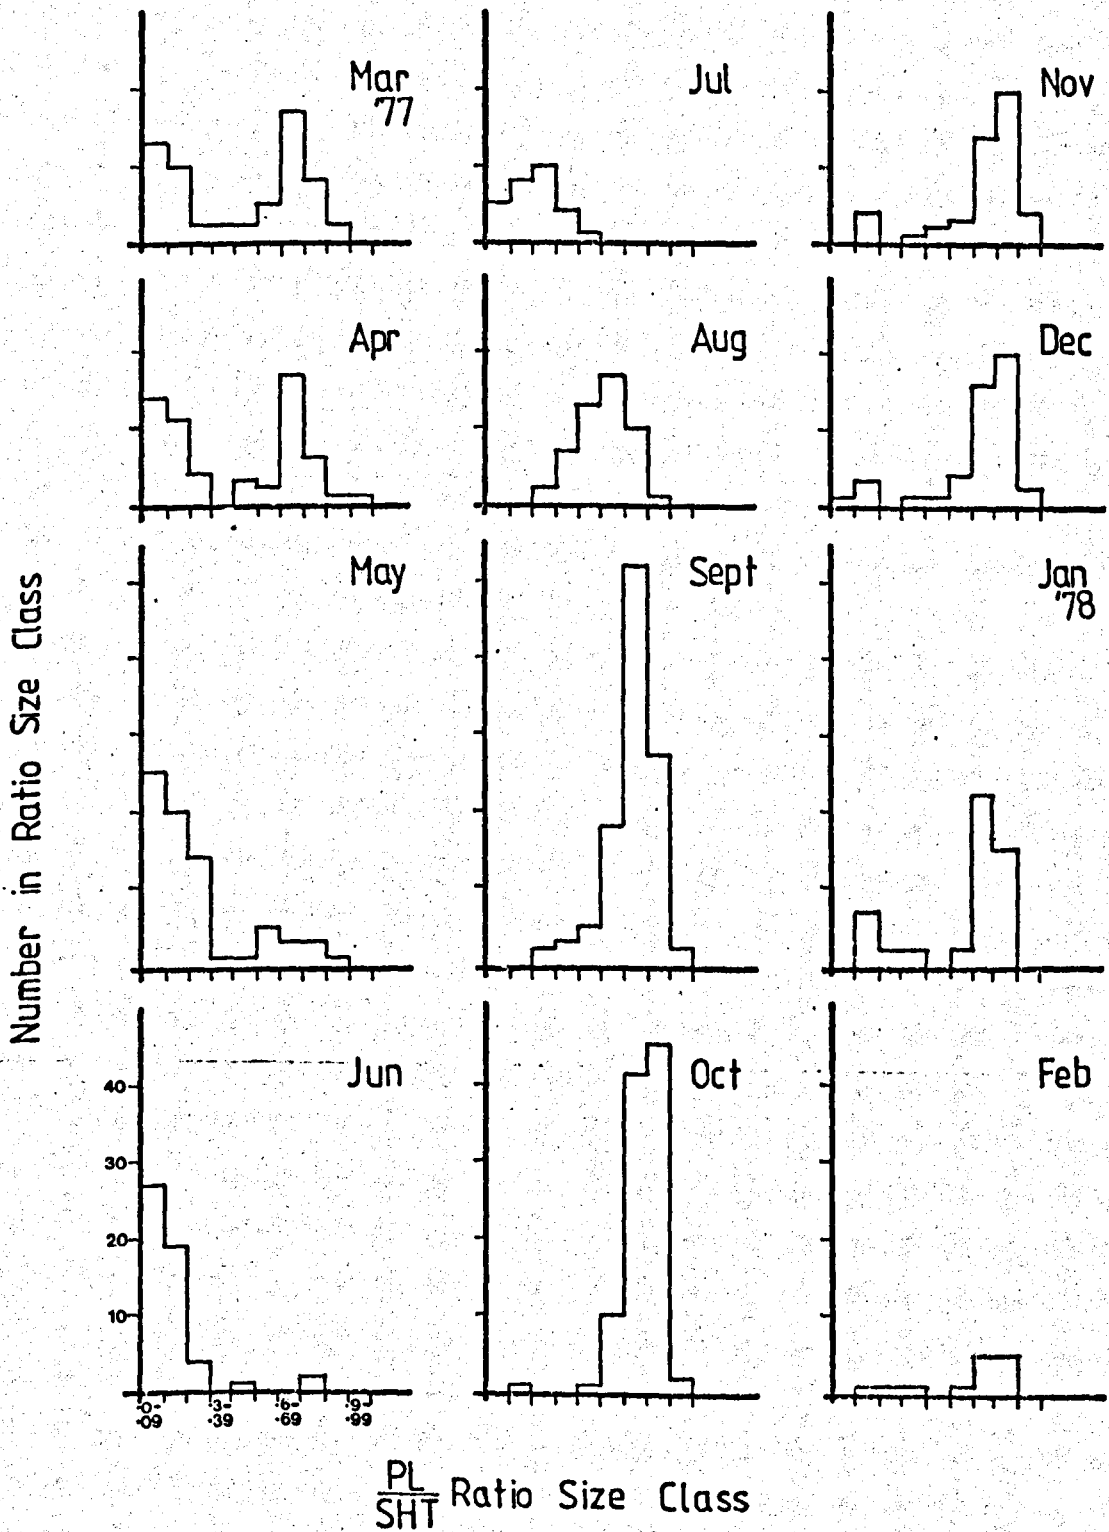 Mar
'77
Jul
Nov
Apr
Aug
Dec
May
Sept
Jan
'78
Jun
Oct
Feb
40
30
20
10
·0-
·09
·3-
·39
·6-
·69
·9-
·99
Number in Ratio Size Class
PL
SHT
Ratio Size Class